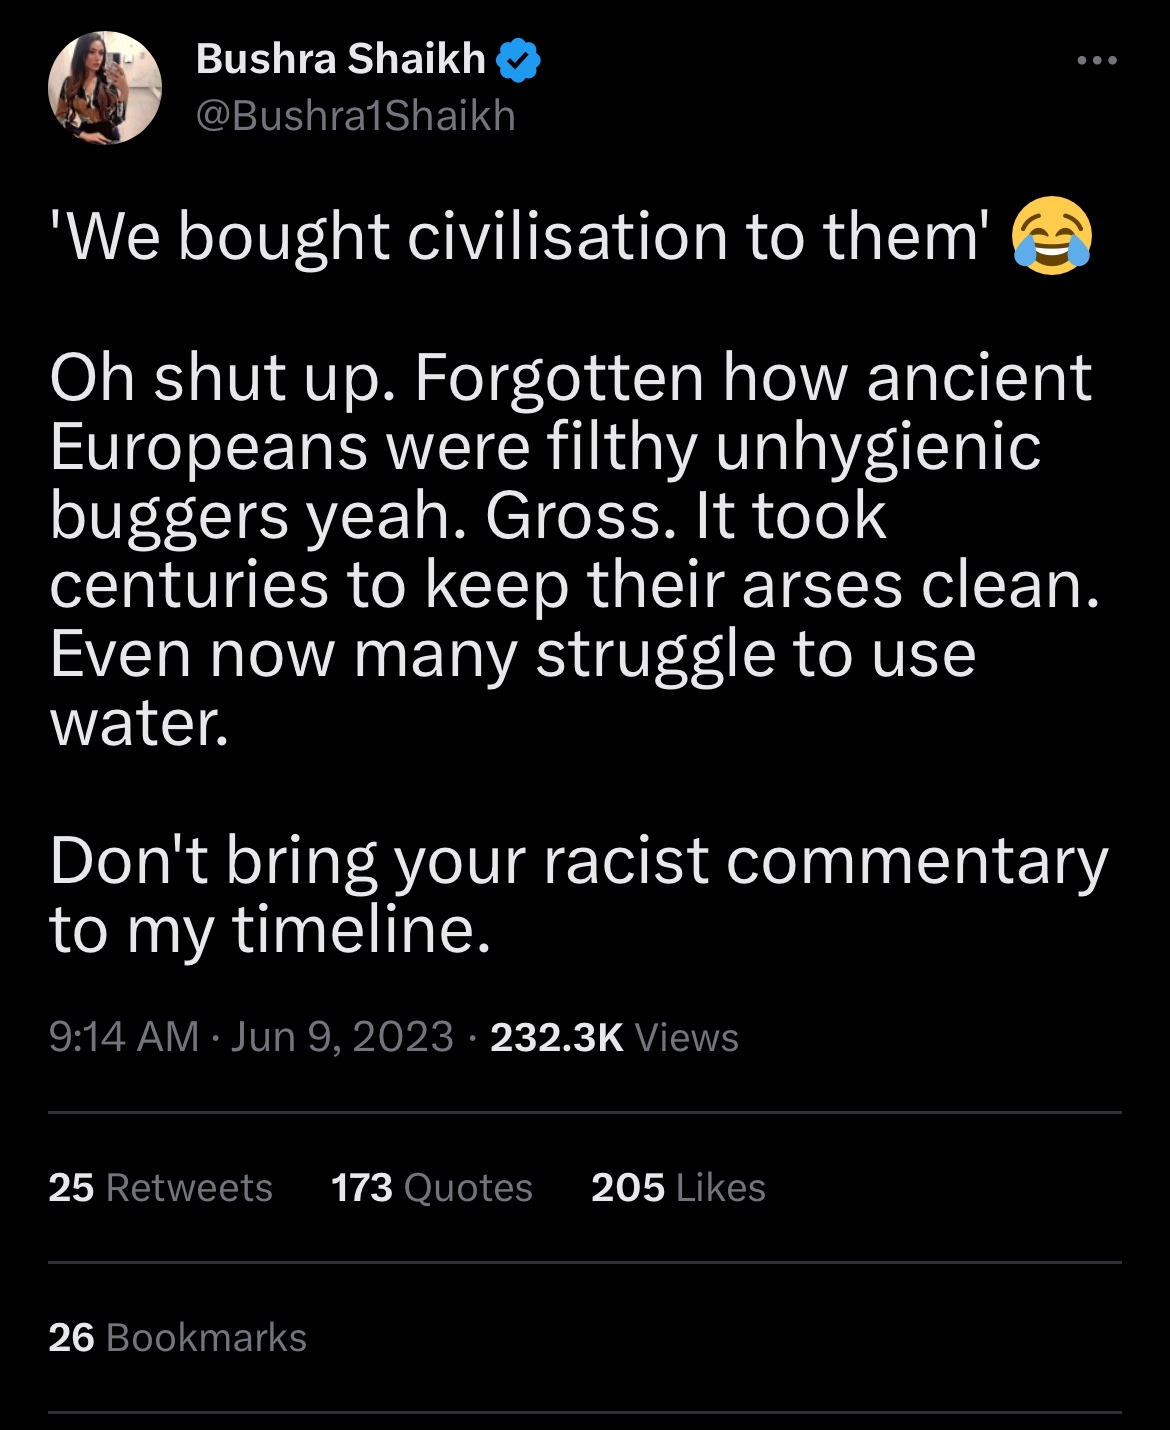 Bushra Shaikh
@Bushra1Shaikh
'We bought civilisation to them' 😂
Oh shut up. Forgotten how ancient
Europeans were filthy unhygienic
buggers yeah. Gross. It took
centuries to keep their arses clean.
Even now many struggle to use
water.
Don't bring your racist commentary
to my timeline.
9:14 AM · Jun 9, 2023 · 232.3K Views
25 Retweets 173 Quotes 205 Likes
26 Bookmarks